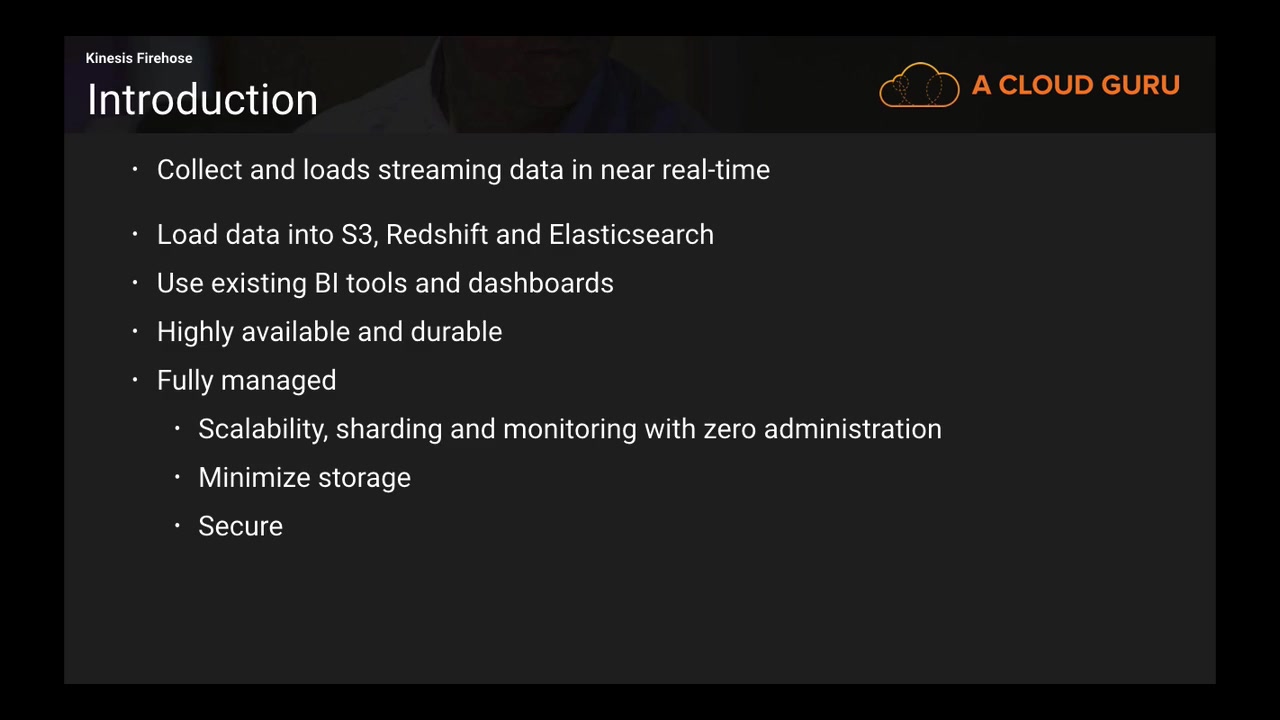 Kinesis Firehose
Introduction
A CLOUD GURU
• Collect and loads streaming data in near real-time
• Load data into S3, Redshift and Elasticsearch
• Use existing BI tools and dashboards
• Highly available and durable
• Fully managed
• Scalability, sharding and monitoring with zero administration
• Minimize storage
• Secure